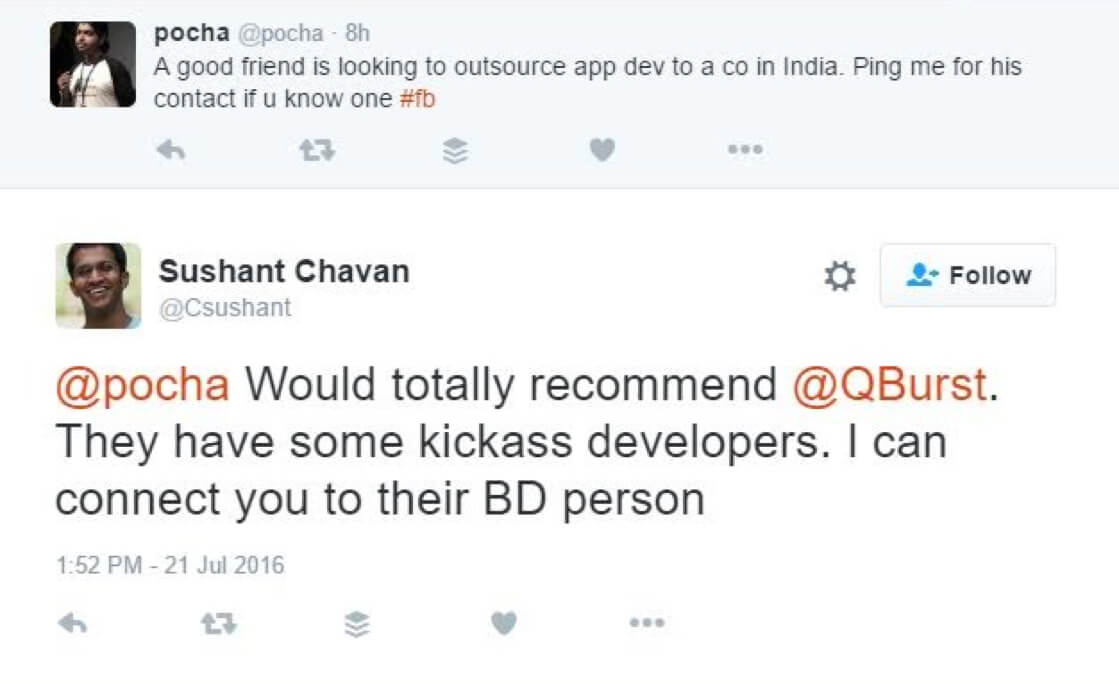 pocha @pocha · 8h
A good friend is looking to outsource app dev to a co in India. Ping me for his
contact if u know one #fb
Sushant Chavan
@Csushant
Follow
@pocha Would totally recommend @QBurst.
They have some kickass developers. I can
connect you to their BD person
1:52 PM - 21 Jul 2016